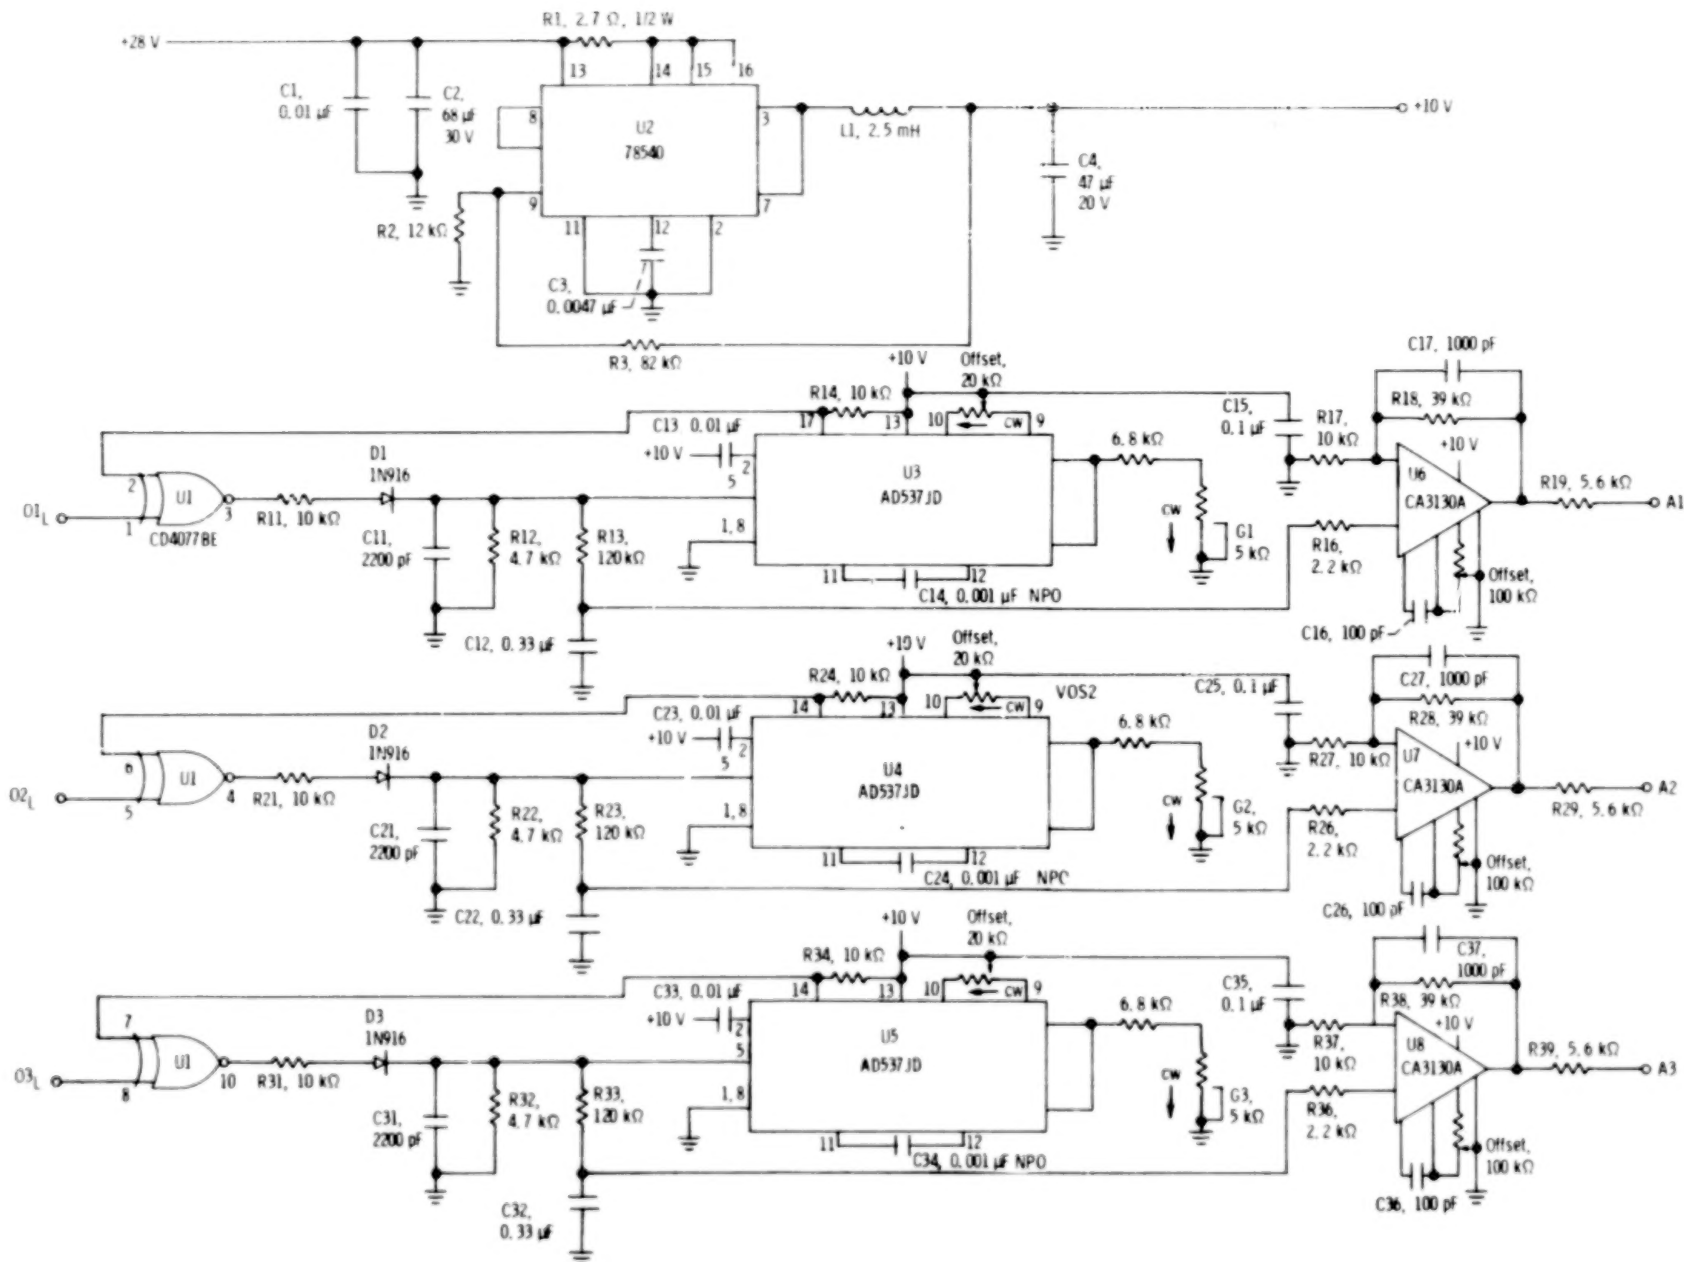 R1, 2.7 Ω, 1/2 W
+28 V
13
14
15
16
C1,
0.01 µF
C2,
68 µF
30 V
8
U2
78540
3
L1, 2.5 mH
+10 V
C4,
47 µF
20 V
9
7
R2, 12 kΩ
11
12
2
C3,
0.0047 µF
R3, 82 kΩ
+10 V
Offset,
20 kΩ
R14, 10 kΩ
17
13
10
CW
9
C13, 0.01 µF
+10 V
2
5
1, 8
U3
AD537JD
11
12
C14, 0.001 µF NPO
6.8 kΩ
CW
G1
5 kΩ
C15,
0.1 µF
R17,
10 kΩ
C17, 1000 pF
R18, 39 kΩ
+10 V
U6
CA3130A
R19, 5.6 kΩ
A1
R16,
2.2 kΩ
Offset,
100 kΩ
C16, 100 pF
O1L
2
1
U1
3
CD4077BE
R11, 10 kΩ
D1
1N916
C11,
2200 pF
R12,
4.7 kΩ
R13,
120 kΩ
C12, 0.33 µF
+10 V
Offset,
20 kΩ
VOS2
R24, 10 kΩ
14
13
10
CW
9
C23, 0.01 µF
+10 V
2
5
1, 8
U4
AD537JD
11
12
C24, 0.001 µF NPO
6.8 kΩ
CW
G2,
5 kΩ
C25, 0.1 µF
R27, 10 kΩ
C27, 1000 pF
R28, 39 kΩ
+10 V
U7
CA3130A
R29, 5.6 kΩ
A2
R26,
2.2 kΩ
Offset,
100 kΩ
C26, 100 pF
O2L
6
5
U1
4
R21, 10 kΩ
D2
1N916
C21,
2200 pF
R22,
4.7 kΩ
R23,
120 kΩ
C22, 0.33 µF
+10 V
Offset,
20 kΩ
R34, 10 kΩ
14
13
10
CW
9
C33, 0.01 µF
+10 V
2
5
1, 8
U5
AD537JD
11
12
C34, 0.001 µF NPO
6.8 kΩ
CW
G3,
5 kΩ
C35,
0.1 µF
R37,
10 kΩ
C37,
1000 pF
R38, 39 kΩ
+10 V
U8
CA3130A
R39, 5.6 kΩ
A3
R36,
2.2 kΩ
Offset,
100 kΩ
C36, 100 pF
O3L
7
8
U1
10
R31, 10 kΩ
D3
1N916
C31,
2200 pF
R32,
4.7 kΩ
R33,
120 kΩ
C32,
0.33 µF